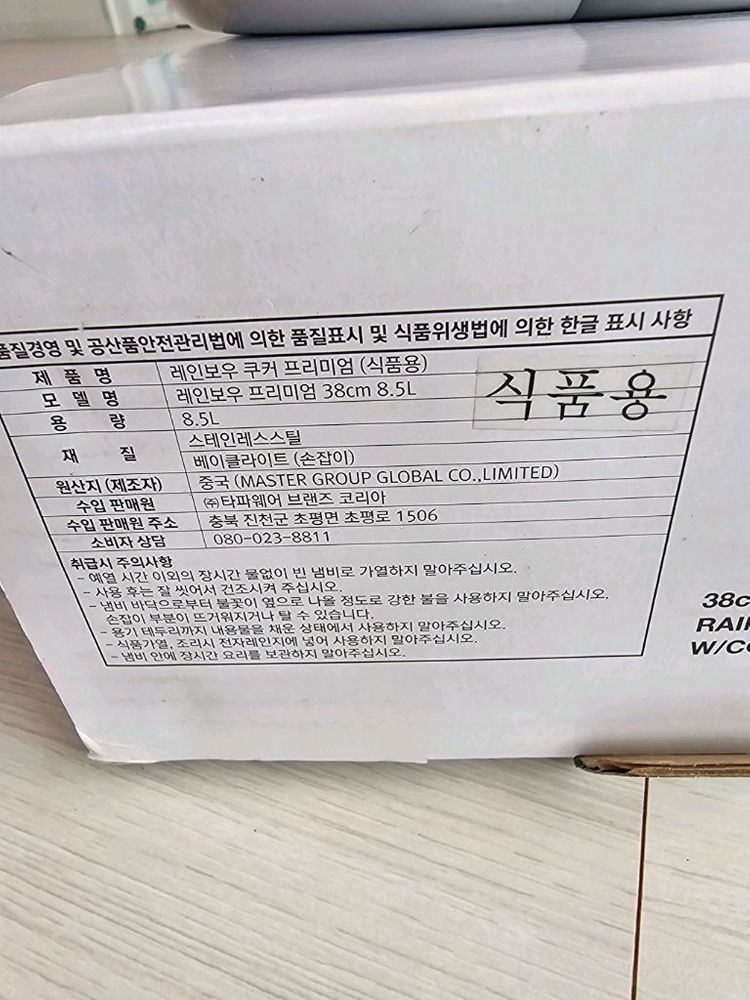 품질경영 및 공산품안전관리법에 의한 품질표시 및 식품위생법에 의한 한글 표시 사항
제 품 명 레인보우 쿠커 프리미엄 (식품용)
모 델 명 레인보우 프리미엄 38cm 8.5L
식품용
용 량 8.5L
재 질 스테인레스스틸
베이클라이트 (손잡이)
원산지 (제조자) 중국 (MASTER GROUP GLOBAL CO.,LIMITED)
수입 판매원 ㈜타파웨어 브랜즈 코리아
수입 판매원 주소 충북 진천군 초평면 초평로 1506
소비자 상담 080-023-8811
취급시 주의사항
- 예열 시간 이외의 장시간 물없이 빈 냄비로 가열하지 말아주십시오.
- 사용 후는 잘 씻어서 건조시켜 주십시오.
- 냄비 바닥으로부터 불꽃이 옆으로 나올 정도로 강한 불을 사용하지 말아주십시오.
손잡이 부분이 뜨거워지거나 탈 수 있습니다.
- 용기 테두리까지 내용물을 채운 상태에서 사용하지 말아주십시오.
- 식품가열, 조리시 전자레인지에 넣어 사용하지 말아주십시오.
- 냄비 안에 장시간 요리를 보관하지 말아주십시오.
38c
RAI
W/C